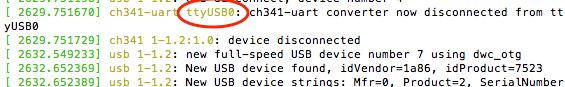 [ 2629.751670] ch341-uart ttyUSB0: ch341-uart converter now disconnected from tt
yUSB0
[ 2629.751729] ch341 1-1.2:1.0: device disconnected
[ 2632.549233] usb 1-1.2: new full-speed USB device number 7 using dwc_otg
[ 2632.652369] usb 1-1.2: New USB device found, idVendor=1a86, idProduct=7523
[ 2632.652389] usb 1-1.2: New USB device strings: Mfr=0, Product=2, SerialNumber